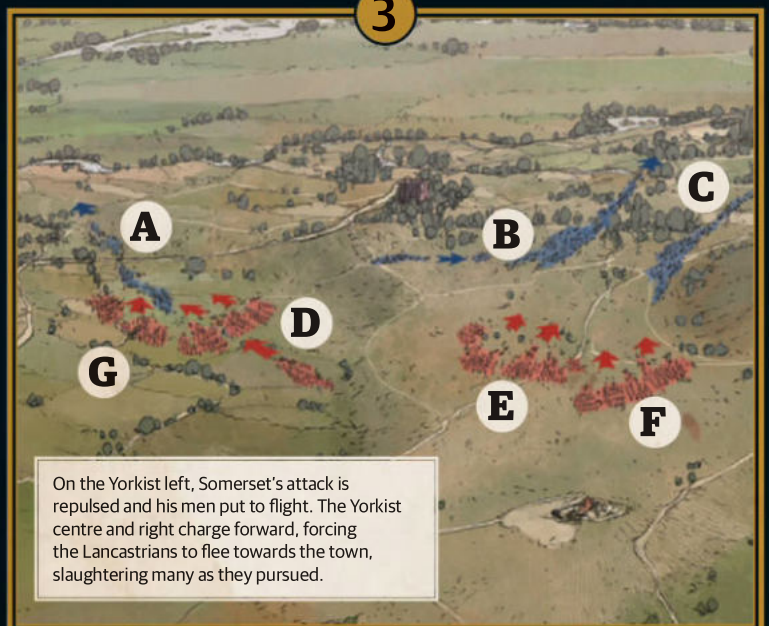 3
A
B
C
D
E
F
G
On the Yorkist left, Somerset's attack is
repulsed and his men put to flight. The Yorkist
centre and right charge forward, forcing
the Lancastrians to flee towards the town,
slaughtering many as they pursued.